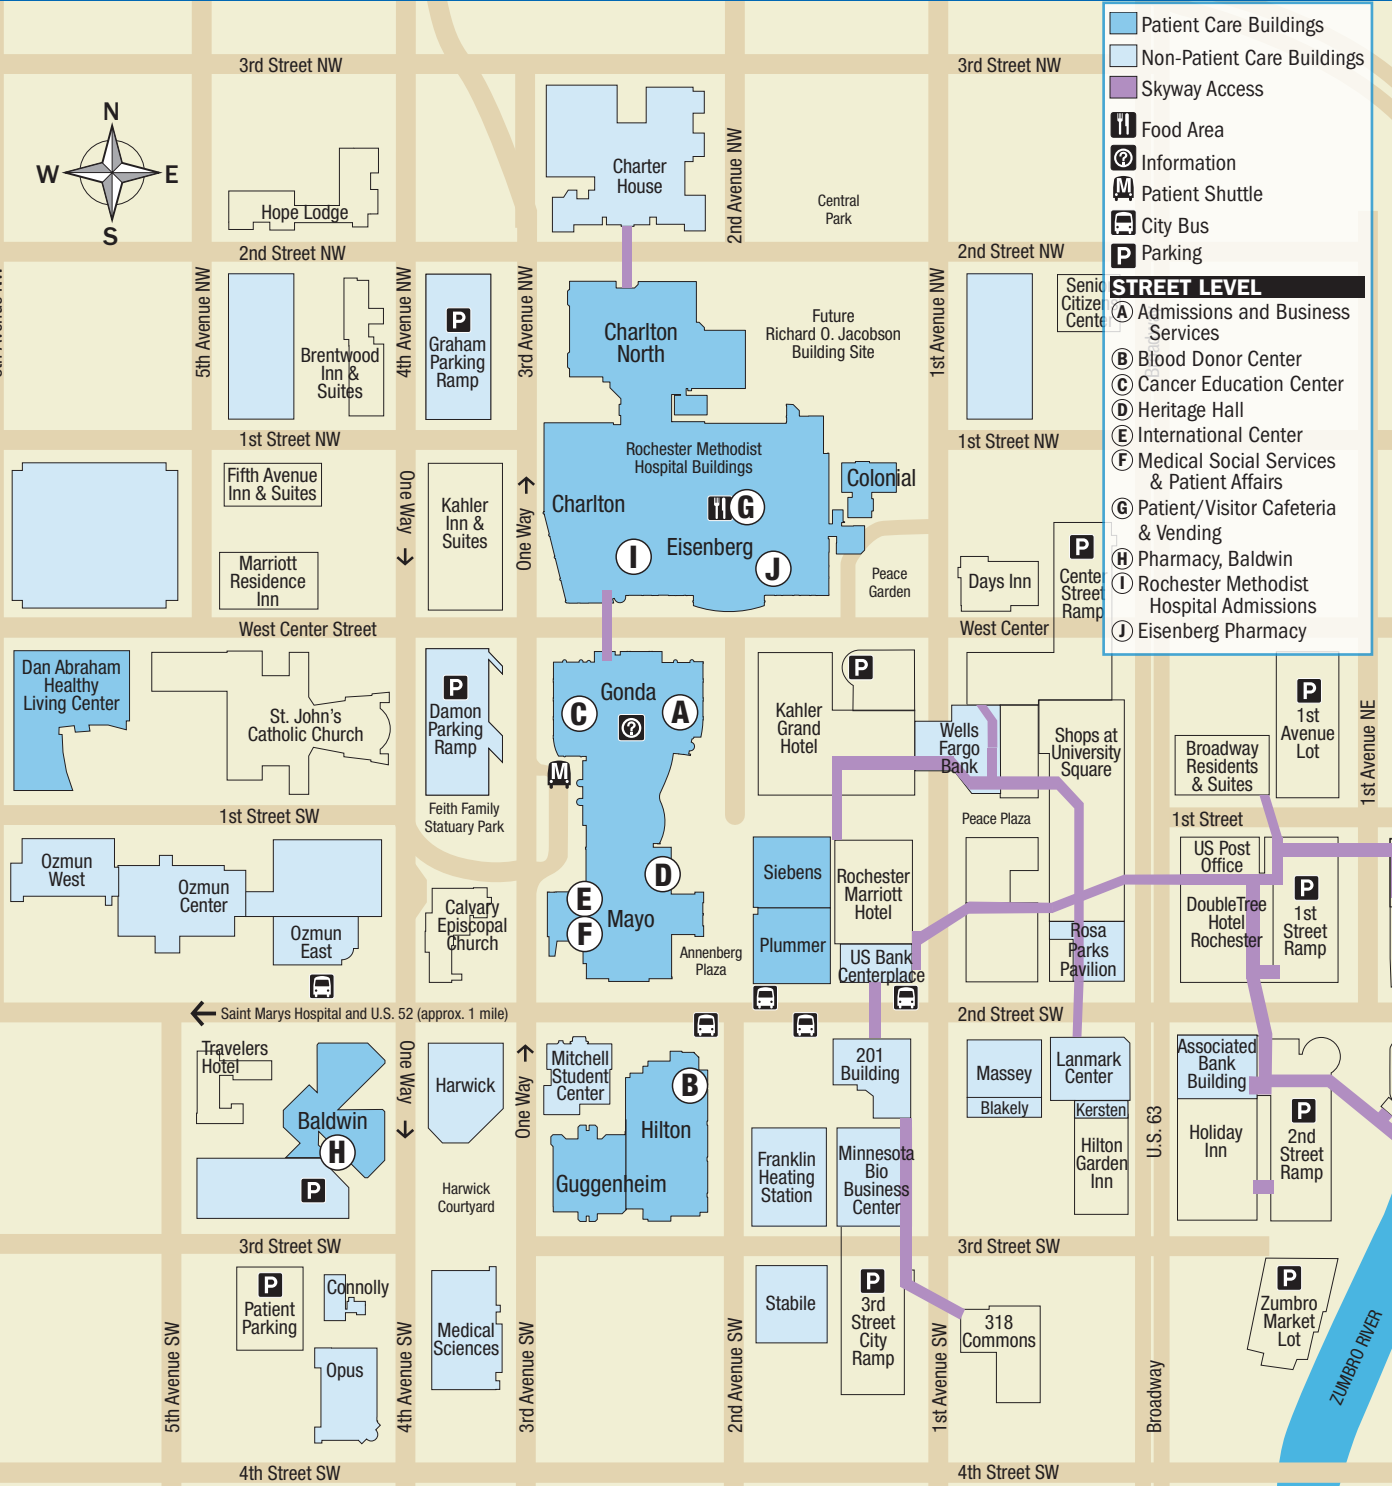 3rd Street NW
3rd Street NW
Patient Care Buildings
Non-Patient Care Buildings
Skyway Access
Food Area
Information
M
Patient Shuttle
City Bus
P
Parking
STREET LEVEL
A
Admissions and Business
Services
B
Blood Donor Center
C
Cancer Education Center
D
Heritage Hall
E
International Center
F
Medical Social Services
& Patient Affairs
G
Patient/Visitor Cafeteria
& Vending
H
Pharmacy, Baldwin
I
Rochester Methodist
Hospital Admissions
J
Eisenberg Pharmacy
N
W
E
S
Hope Lodge
Charter
House
2nd Avenue NW
Central
Park
2nd Street NW
2nd Street NW
5th Avenue NW
Brentwood
Inn &
Suites
4th Avenue NW
P
Graham
Parking
Ramp
3rd Avenue NW
Charlton
North
Future
Richard O. Jacobson
Building Site
1st Avenue NW
Senior
Citizens
Center
1st Street NW
1st Street NW
Fifth Avenue
Inn & Suites
One Way
Kahler
Inn &
Suites
One Way
Rochester Methodist
Hospital Buildings
Charlton
G
Eisenberg
I
J
Colonial
Marriott
Residence
Inn
Peace
Garden
Days Inn
P
Center
Street
Ramp
West Center Street
West Center
Dan Abraham
Healthy
Living Center
St. John's
Catholic Church
P
Damon
Parking
Ramp
Gonda
C
?
A
M
Kahler
Grand
Hotel
P
Wells
Fargo
Bank
Shops at
University
Square
Broadway
Residents
& Suites
P
1st
Avenue
Lot
1st Avenue NE
Feith Family
Statuary Park
Peace Plaza
1st Street SW
1st Street
Ozmun
West
Ozmun
Center
Ozmun
East
Calvary
Episcopal
Church
D
E
F
Mayo
Annenberg
Plaza
Siebens
Plummer
Rochester
Marriott
Hotel
US Bank
Centerplace
Rosa
Parks
Pavilion
US Post
Office
DoubleTree
Hotel
Rochester
P
1st
Street
Ramp
Saint Marys Hospital and U.S. 52 (approx. 1 mile)
2nd Street SW
Travelers
Hotel
Baldwin
H
P
One Way
Harwick
Harwick
Courtyard
One Way
Mitchell
Student
Center
B
Hilton
Guggenheim
201
Building
Franklin
Heating
Station
Minnesota
Bio
Business
Center
Massey
Blakely
Lanmark
Center
Kersten
Hilton
Garden
Inn
U.S. 63
Associated
Bank
Building
Holiday
Inn
P
2nd
Street
Ramp
3rd Street SW
3rd Street SW
P
Patient
Parking
Connolly
Opus
Medical
Sciences
Stabile
P
3rd
Street
City
Ramp
318
Commons
P
Zumbro
Market
Lot
ZUMBRO RIVER
5th Avenue SW
4th Avenue SW
3rd Avenue SW
2nd Avenue SW
1st Avenue SW
Broadway
4th Street SW
4th Street SW